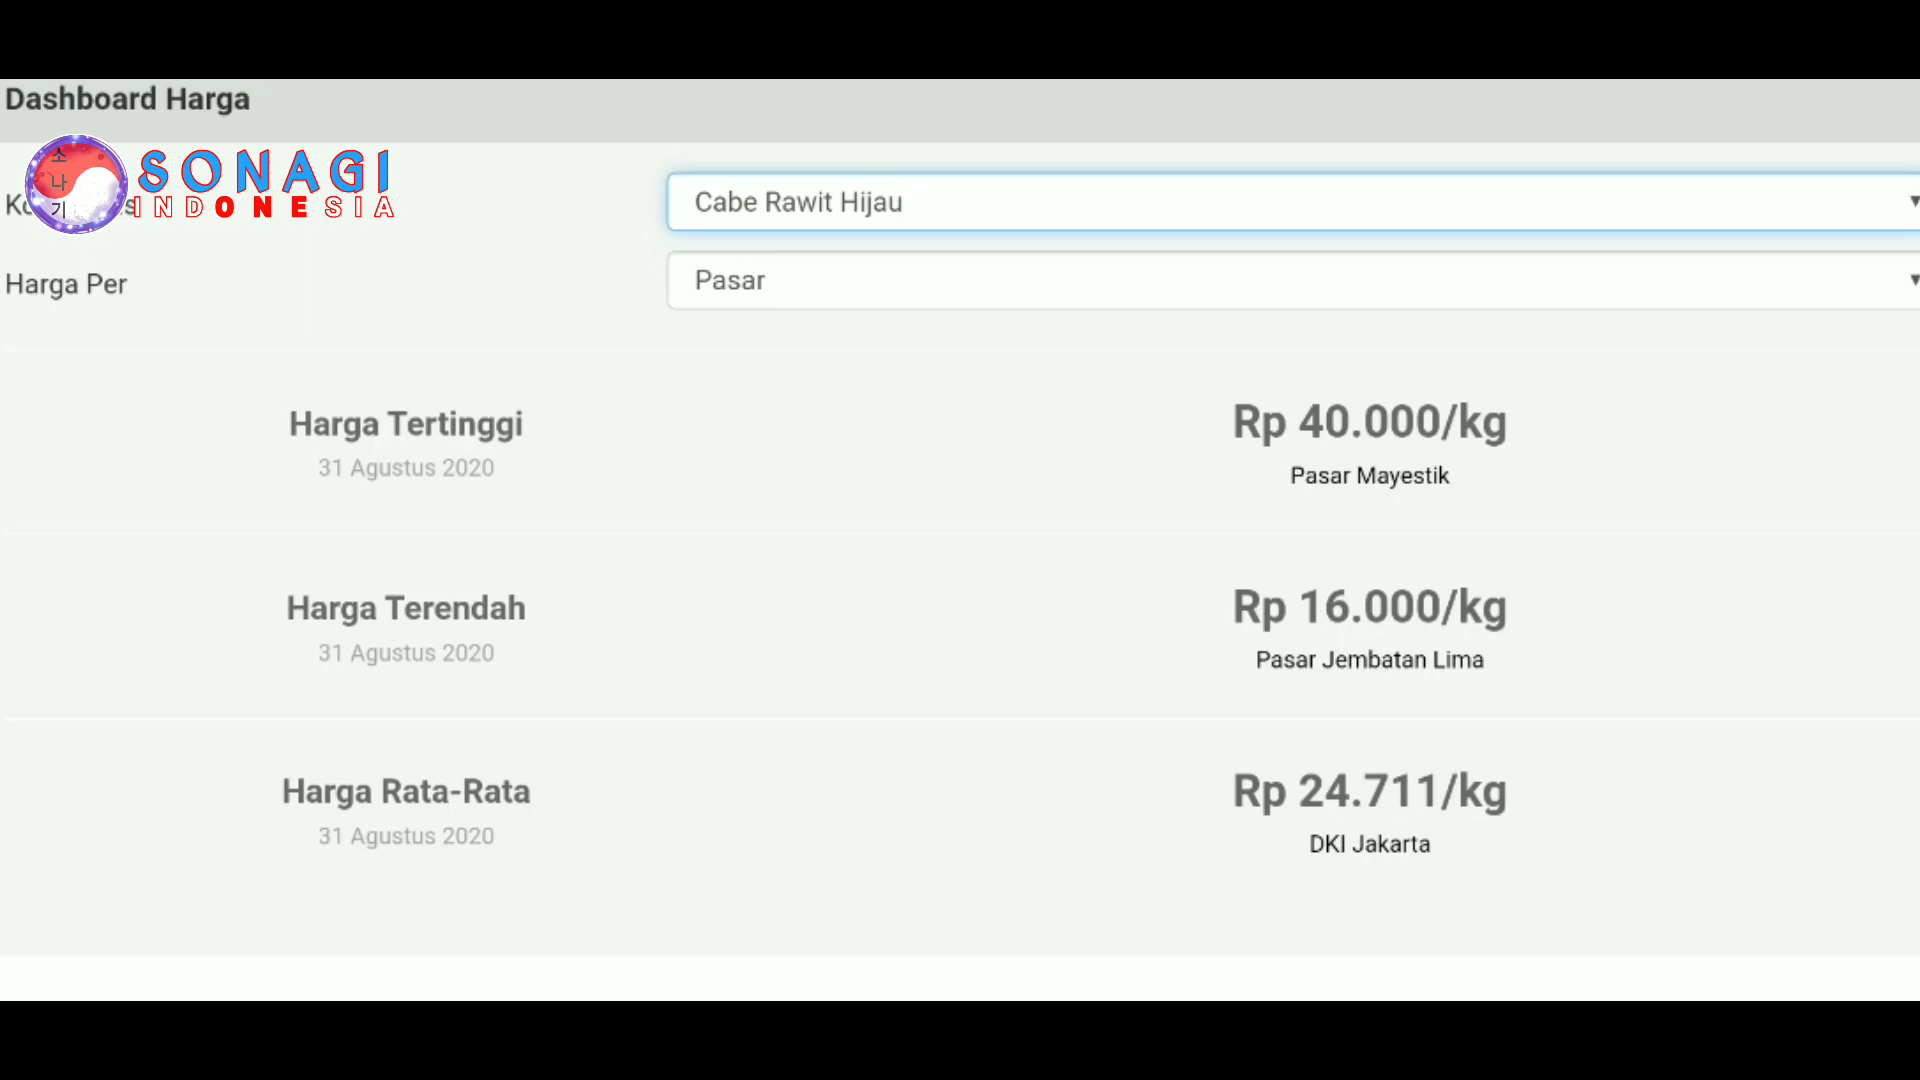 Dashboard Harga
소
나
기
SONAGI
INDONESIA
Cabe Rawit Hijau
Harga Per
Pasar
Harga Tertinggi
31 Agustus 2020
Rp 40.000/kg
Pasar Mayestik
Harga Terendah
31 Agustus 2020
Rp 16.000/kg
Pasar Jembatan Lima
Harga Rata-Rata
31 Agustus 2020
Rp 24.711/kg
DKI Jakarta